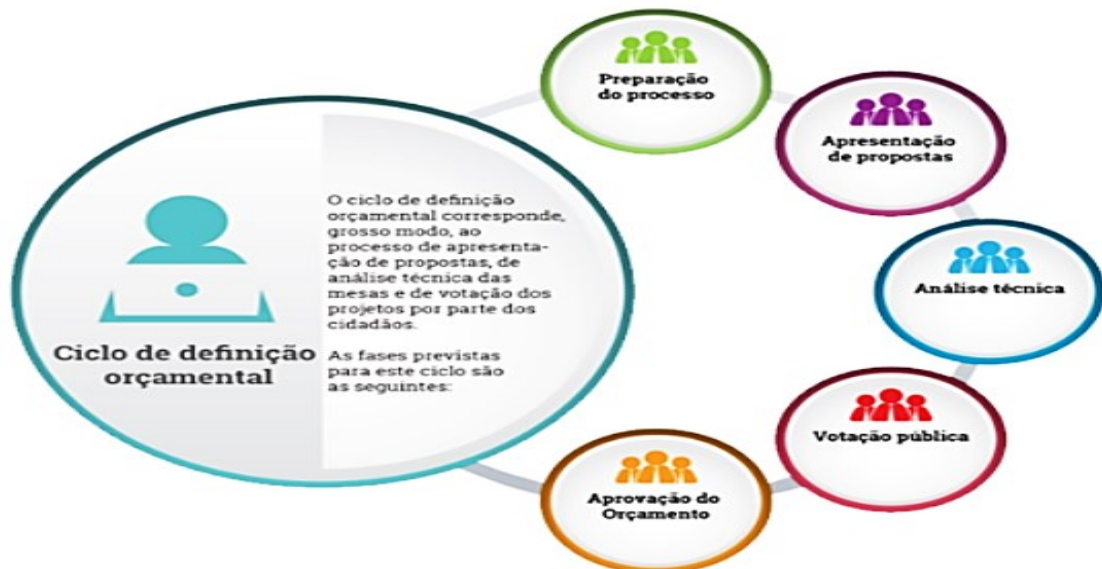 Ciclo de definição
orçamental
O ciclo de definição
orçamental corresponde,
grosso modo, ao
processo de apresenta-
ção de propostas, de
análise técnica das
mesas e de votação dos
projetos por parte dos
cidadãos.
As fases previstas
para este ciclo são
as seguintes:
Preparação
do processo
Apresentação
de propostas
Análise técnica
Votação pública
Aprovação do
Orçamento